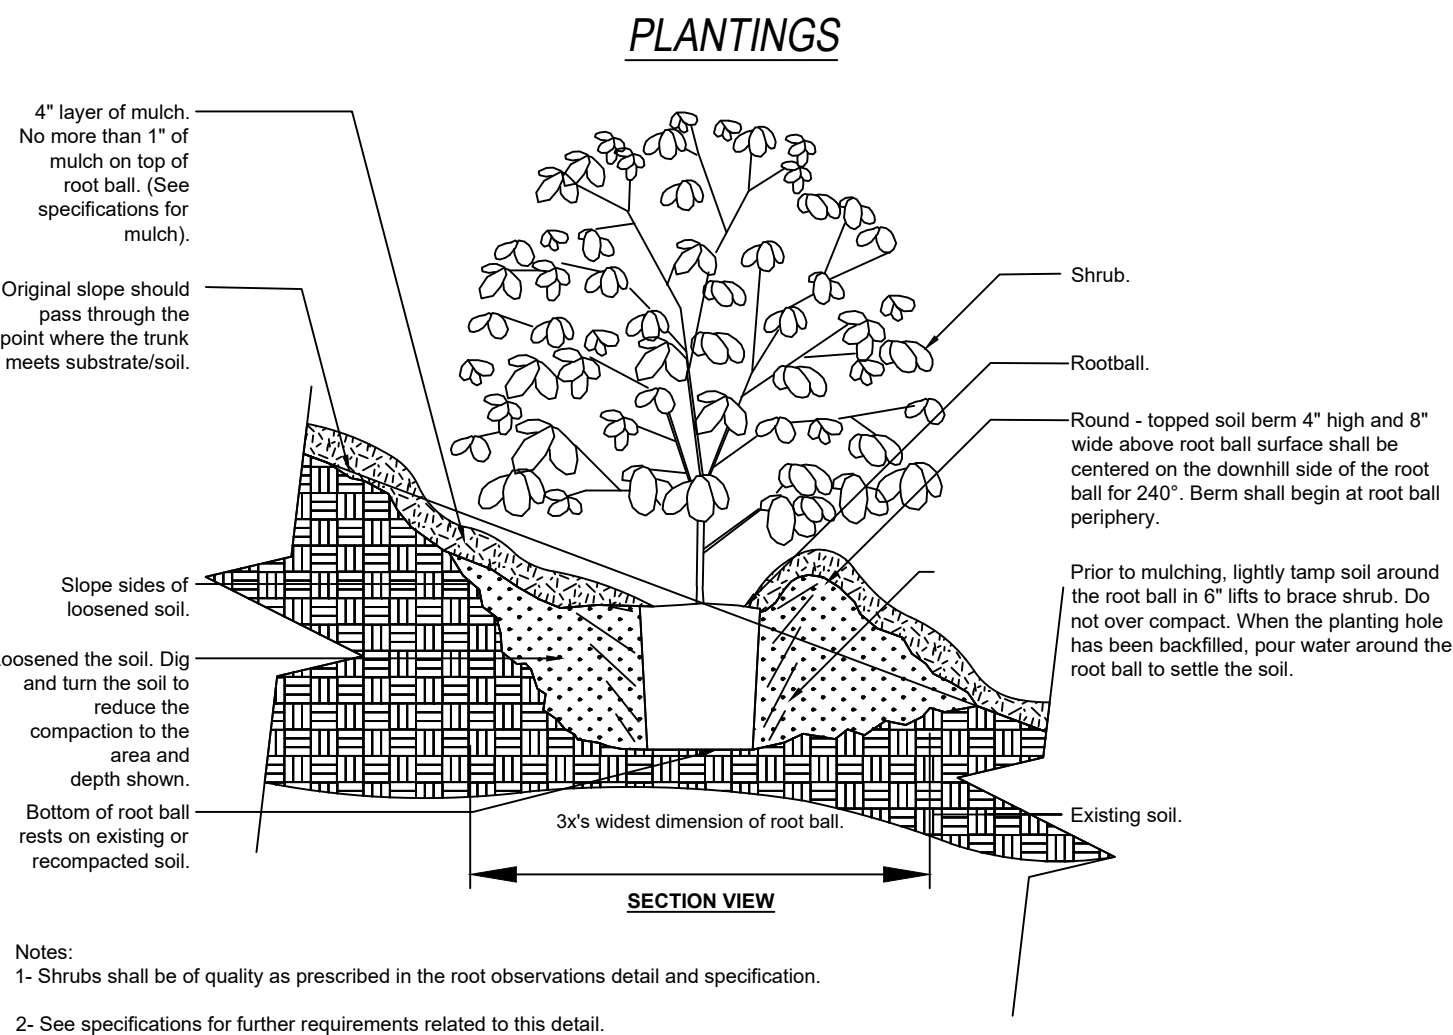 PLANTINGS
4" layer of mulch.
No more than 1" of
mulch on top of
root ball. (See
specifications for
mulch).
Original slope should
pass through the
point where the trunk
meets substrate/soil.
Slope sides of
loosened soil.
Loosened the soil. Dig
and turn the soil to
reduce the
compaction to the
area and
depth shown.
Bottom of root ball
rests on existing or
recompacted soil.
Shrub.
Rootball.
Round - topped soil berm 4" high and 8"
wide above root ball surface shall be
centered on the downhill side of the root
ball for 240°. Berm shall begin at root ball
periphery.
Prior to mulching, lightly tamp soil around
the root ball in 6" lifts to brace shrub. Do
not over compact. When the planting hole
has been backfilled, pour water around the
root ball to settle the soil.
Existing soil.
3x's widest dimension of root ball.
SECTION VIEW
Notes:
1- Shrubs shall be of quality as prescribed in the root observations detail and specification.
2- See specifications for further requirements related to this detail.